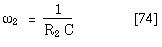 ω₂ = 1 / (R₂ C) [74]